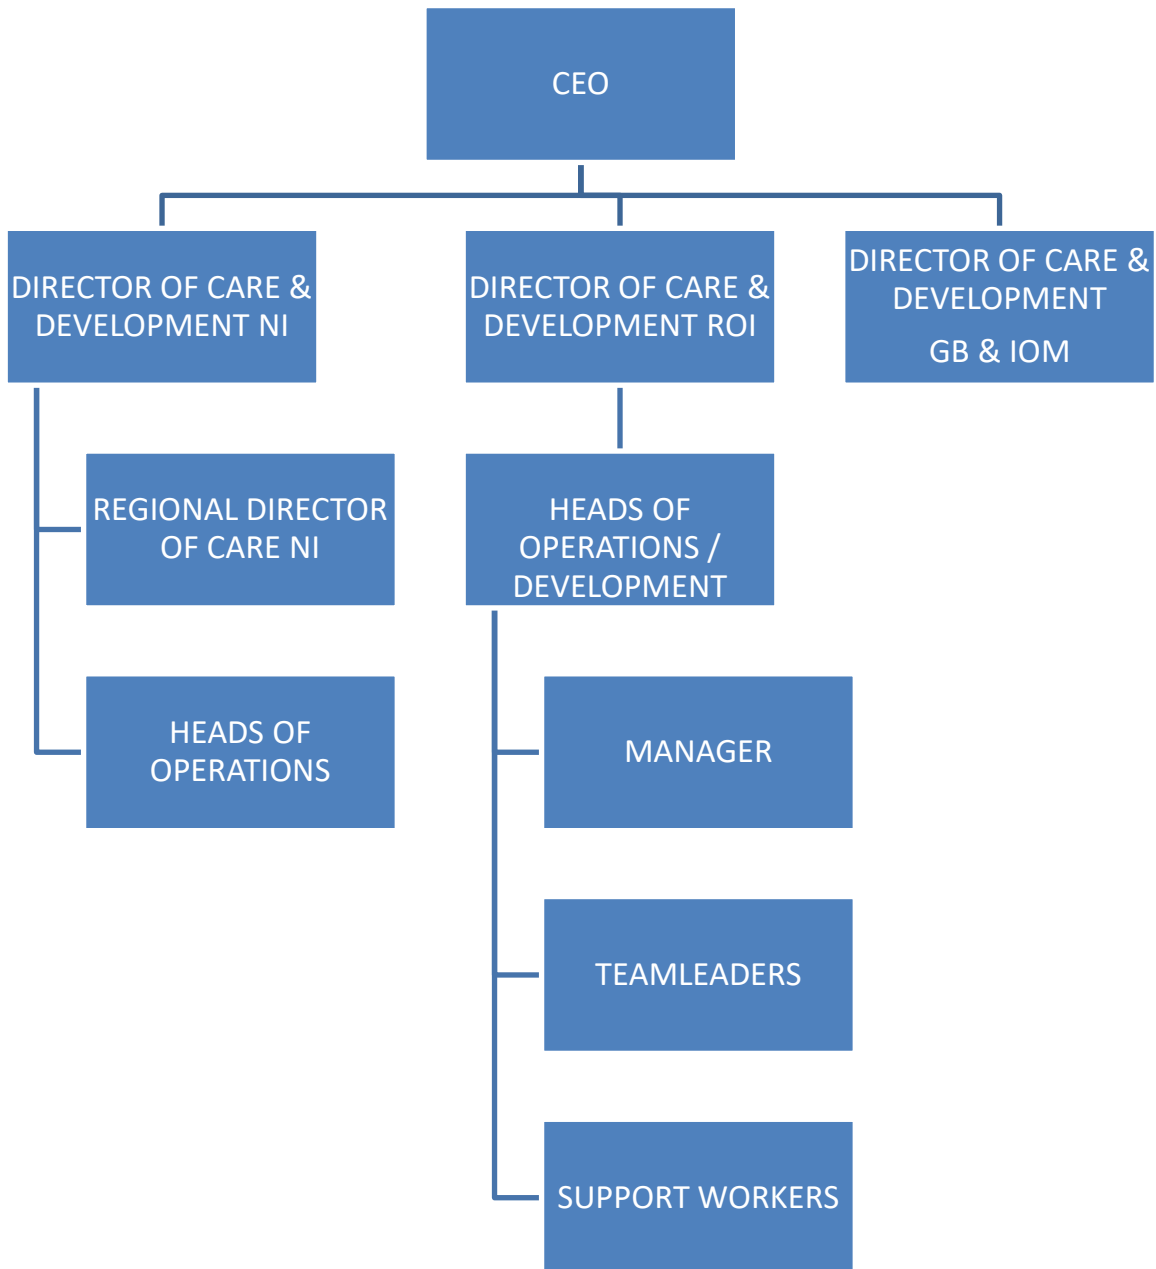 CEO
DIRECTOR OF CARE &
DEVELOPMENT NI
DIRECTOR OF CARE &
DEVELOPMENT ROI
DIRECTOR OF CARE &
DEVELOPMENT
GB & IOM
REGIONAL DIRECTOR
OF CARE NI
HEADS OF
OPERATIONS /
DEVELOPMENT
HEADS OF
OPERATIONS
MANAGER
TEAMLEADERS
SUPPORT WORKERS